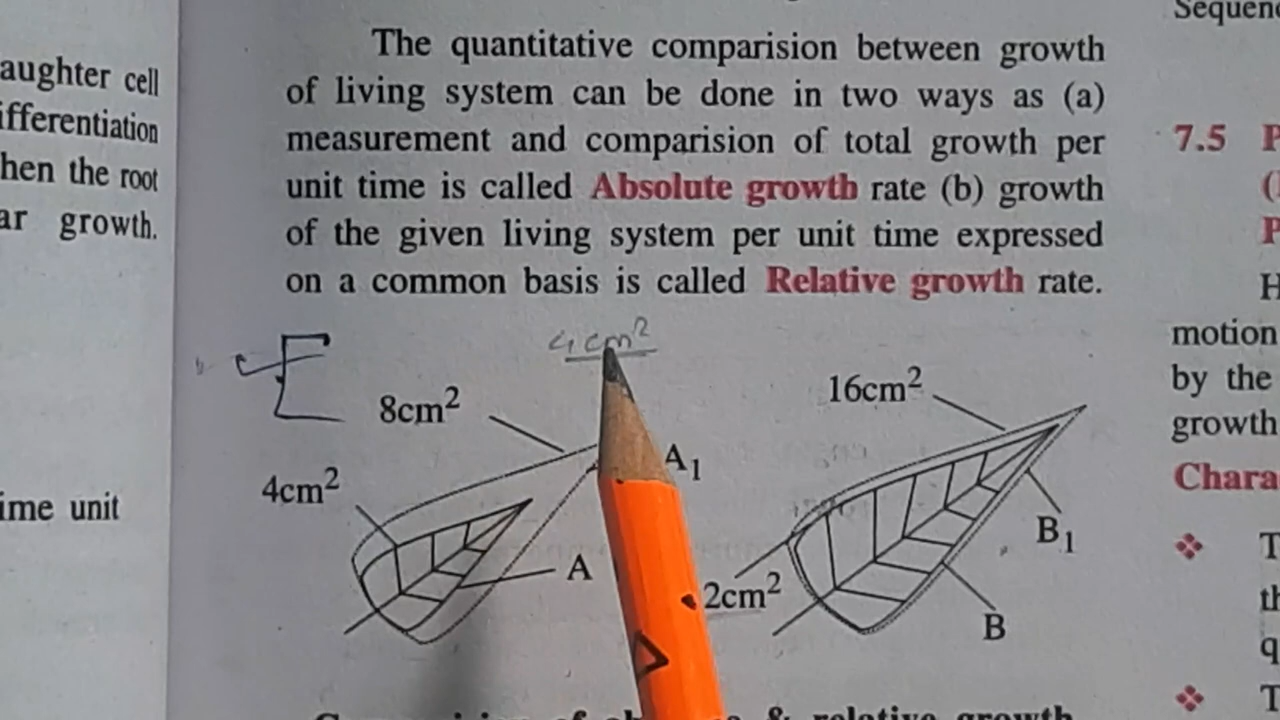 Sequen
The quantitative comparision between growth
of living system can be done in two ways as (a)
measurement and comparision of total growth per
unit time is called Absolute growth rate (b) growth
of the given living system per unit time expressed
on a common basis is called Relative growth rate.
aughter cell
ifferentiation
hen the root
ar growth.
ime unit
4cm²
8cm²
4cm²
A₁
A
16cm²
2cm²
B₁
B
7.5 P
(
P
H
motion
by the
growth
Chara
❖ T
th
q
❖ T
& relative growth